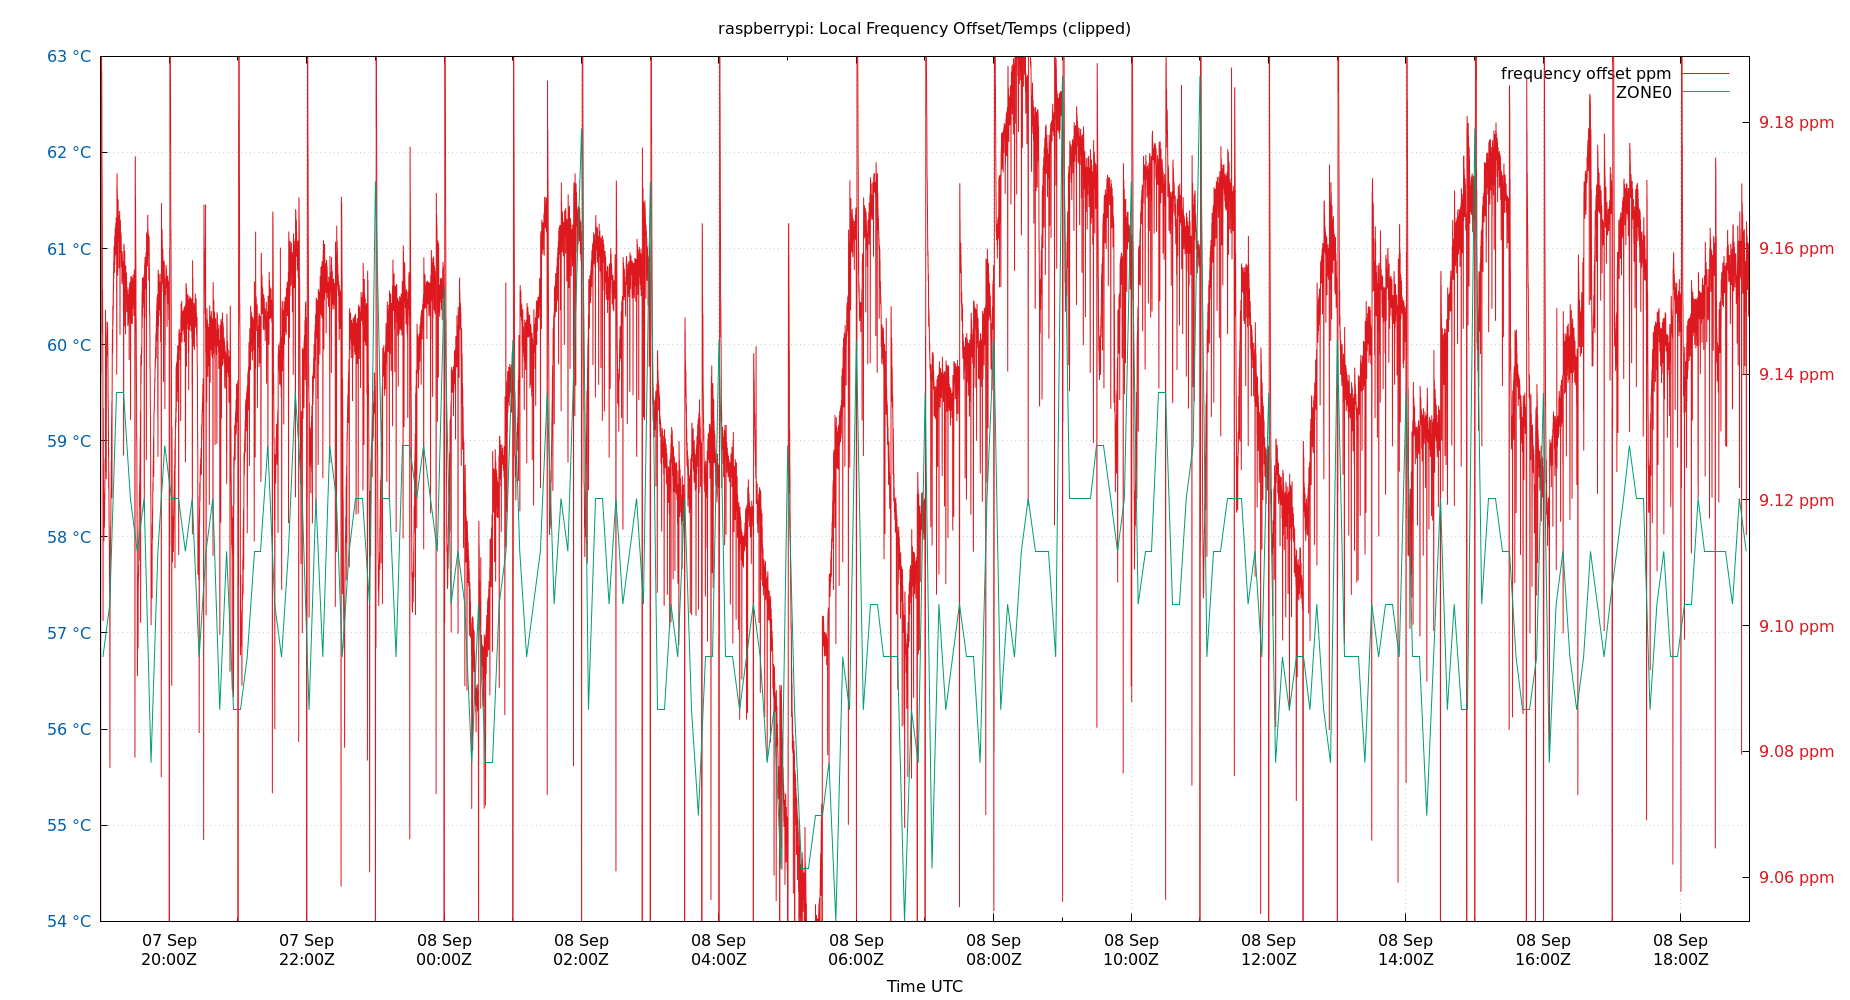 raspberrypi: Local Frequency Offset/Temps (clipped)
63 °C
62 °C
61 °C
60 °C
59 °C
58 °C
57 °C
56 °C
55 °C
54 °C
frequency offset ppm
ZONE0
9.18 ppm
9.16 ppm
9.14 ppm
9.12 ppm
9.10 ppm
9.08 ppm
9.06 ppm
07 Sep 07 Sep 08 Sep 08 Sep 08 Sep 08 Sep 08 Sep 08 Sep 08 Sep 08 Sep 08 Sep 08 Sep
20:00Z 22:00Z 00:00Z 02:00Z 04:00Z 06:00Z 08:00Z 10:00Z 12:00Z 14:00Z 16:00Z 18:00Z
Time UTC